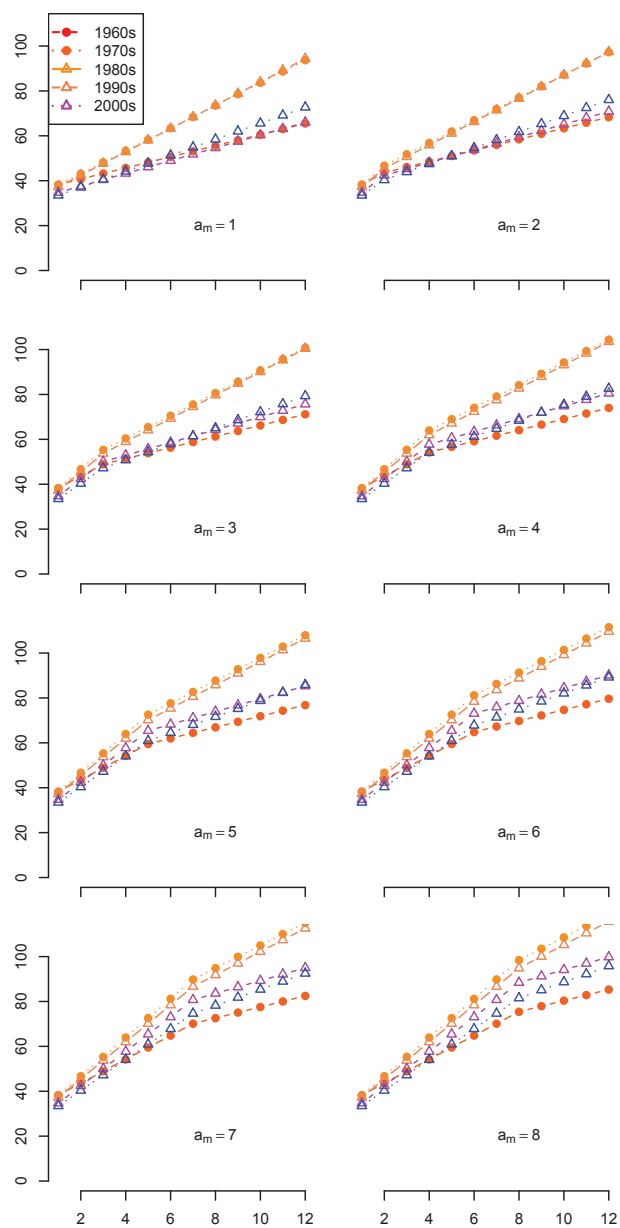 1960s
1970s
1980s
1990s
2000s
0 20 40 60 80 100
a_m = 1
a_m = 2
0 20 40 60 80 100
a_m = 3
a_m = 4
0 20 40 60 80 100
a_m = 5
a_m = 6
0 20 40 60 80 100
a_m = 7
a_m = 8
2 4 6 8 10 12
2 4 6 8 10 12